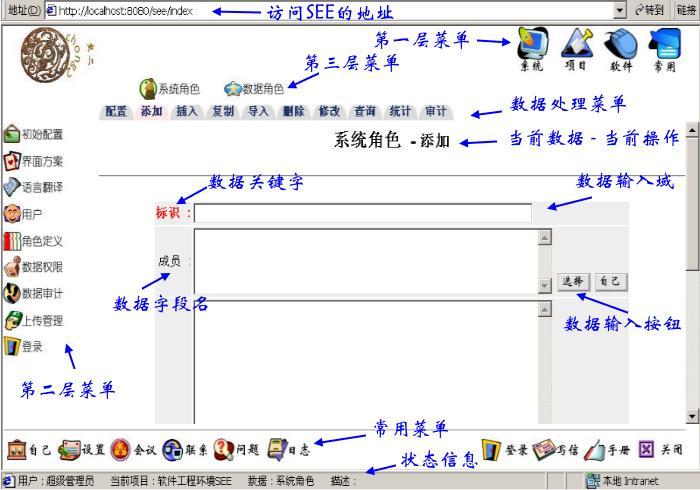 地址(D) http://localhost:8080/see/index 访问SEE的地址 转到 链接
第一层菜单
系统 项目 软件 常用
第三层菜单
系统角色 数据角色
配置 添加 插入 复制 导入 删除 修改 查询 统计 审计
数据处理菜单
系统角色 - 添加
当前数据 - 当前操作
初始配置
界面方案
语言翻译
用户
角色定义
数据权限
数据审计
上传管理
登录
第二层菜单
数据关键字
数据输入域
标识 :
成员 :
选择 自己
数据字段名
数据输入按钮
常用菜单
自己 设置 会议 联系 问题 日志 登录 写信 手册 关闭
状态信息
用户 : 超级管理员 当前项目 : 软件工程环境SEE 数据 : 系统角色 描述 : 本地 Intranet